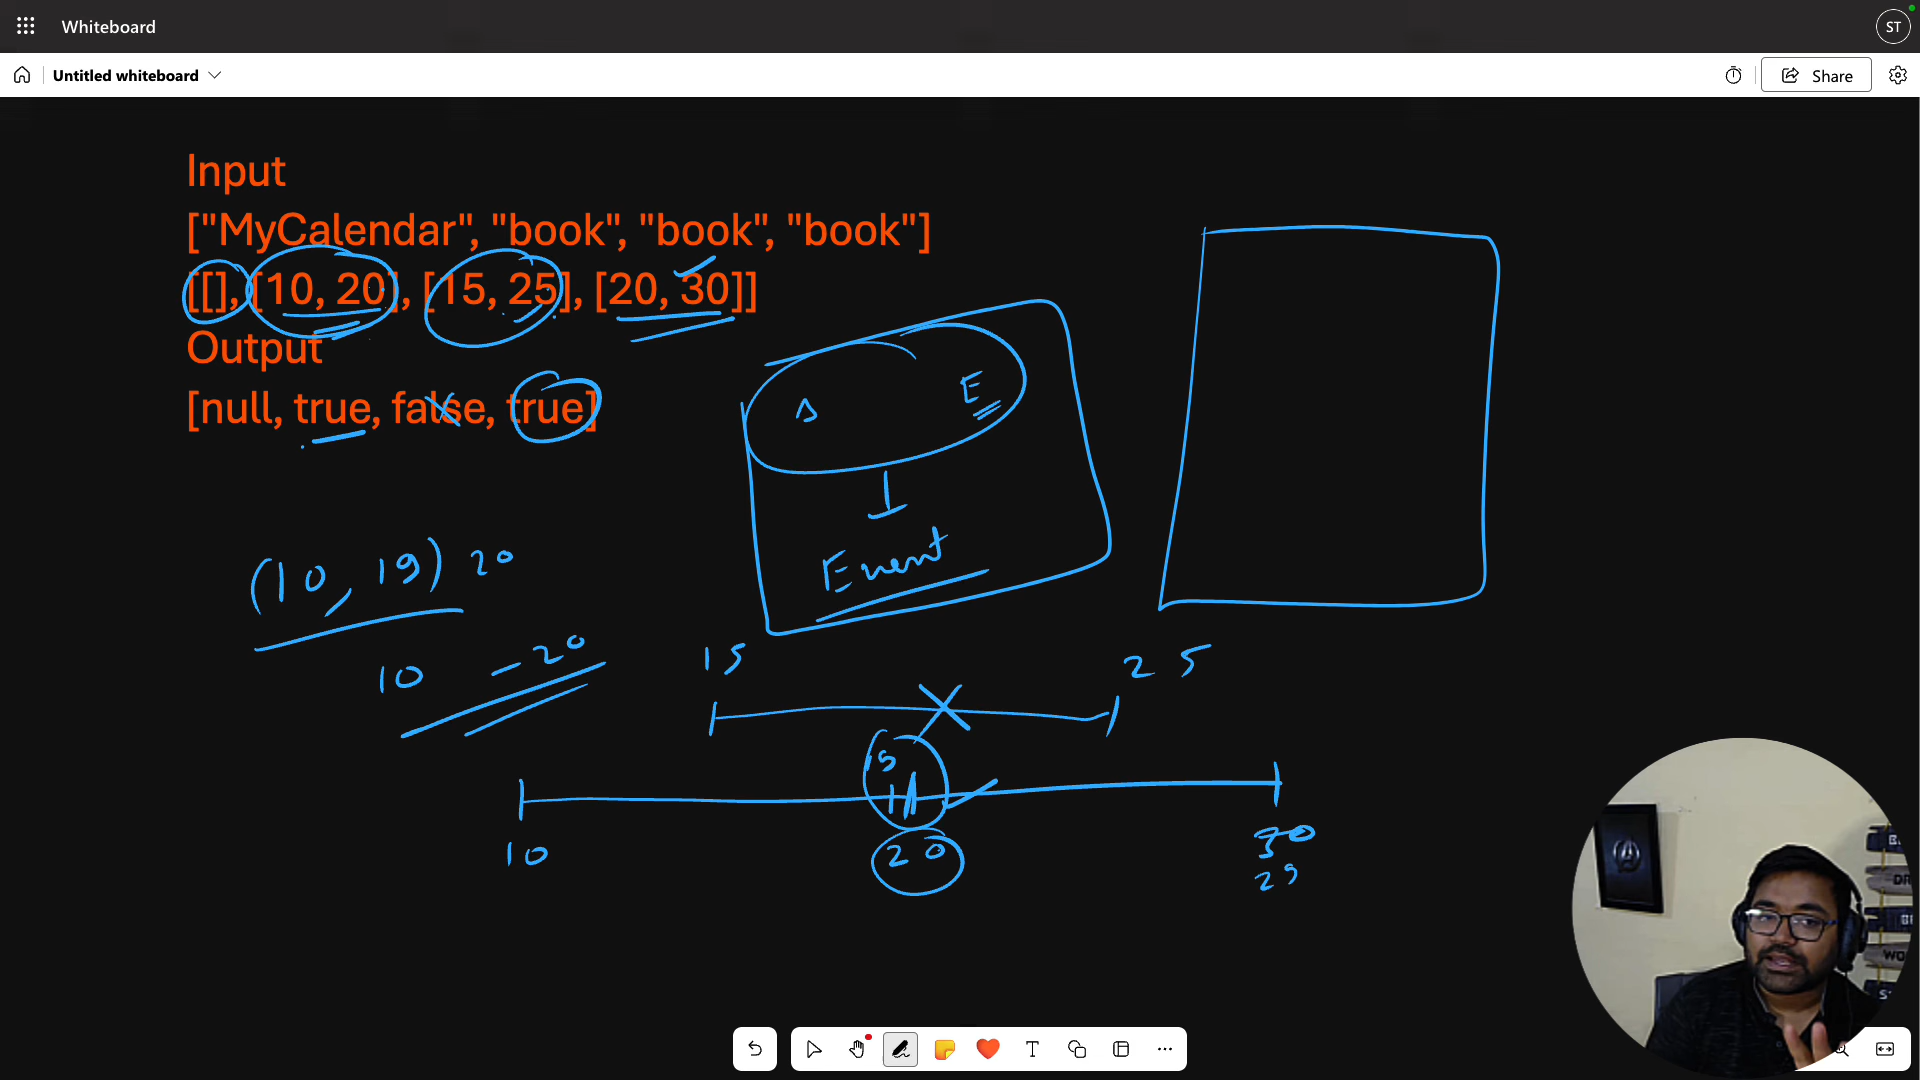 Whiteboard
ST
Untitled whiteboard
Share
Input
["MyCalendar", "book", "book", "book"]
[[], [10, 20], [15, 25], [20, 30]]
Output
[null, true, false, true]
S E
Event
(10, 19) 20
10 - 20
15 25
10
20
30
29
T